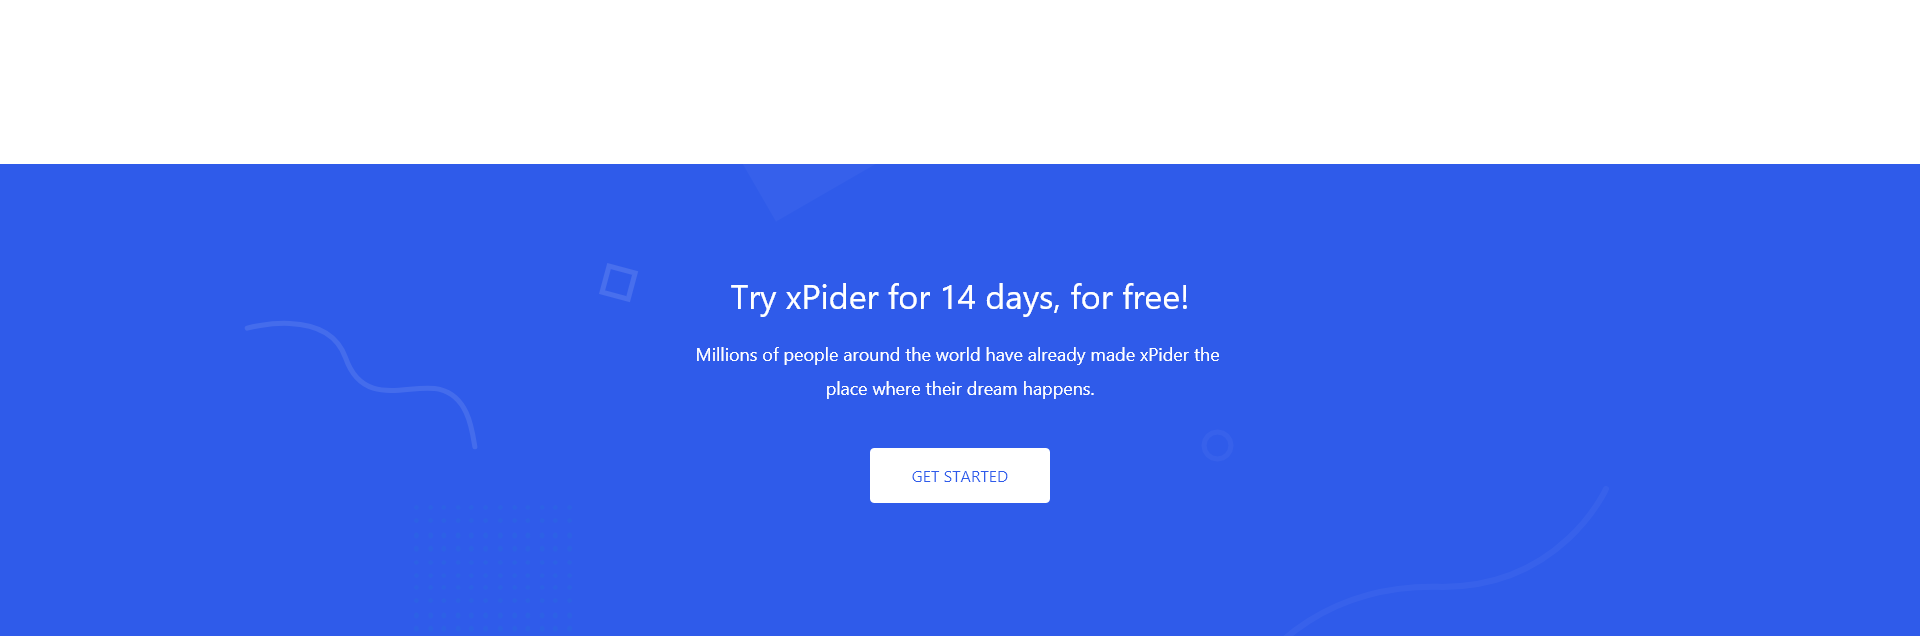 Try xPider for 14 days, for free!
Millions of people around the world have already made xPider the
place where their dream happens.
GET STARTED